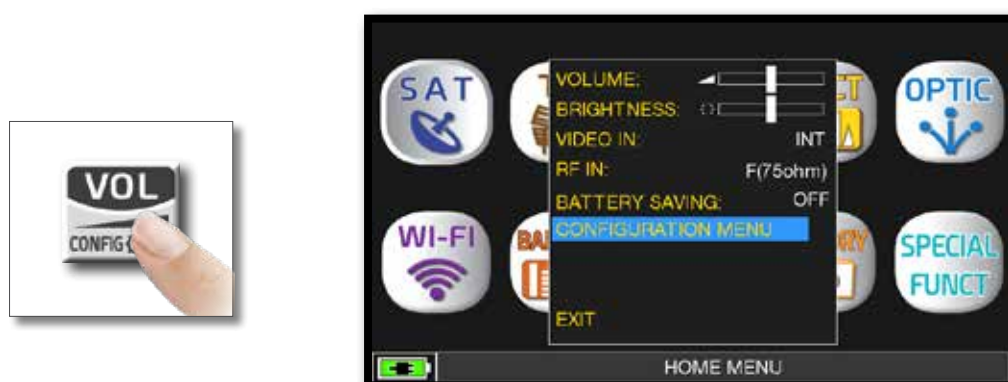 VOL
CONFIG
SAT
VOLUME:
BRIGHTNESS:
VIDEO IN: INT
RF IN: F(75ohm)
BATTERY SAVING: OFF
CONFIGURATION MENU
EXIT
OPTIC
WI-FI
SPECIAL
FUNCT
HOME MENU